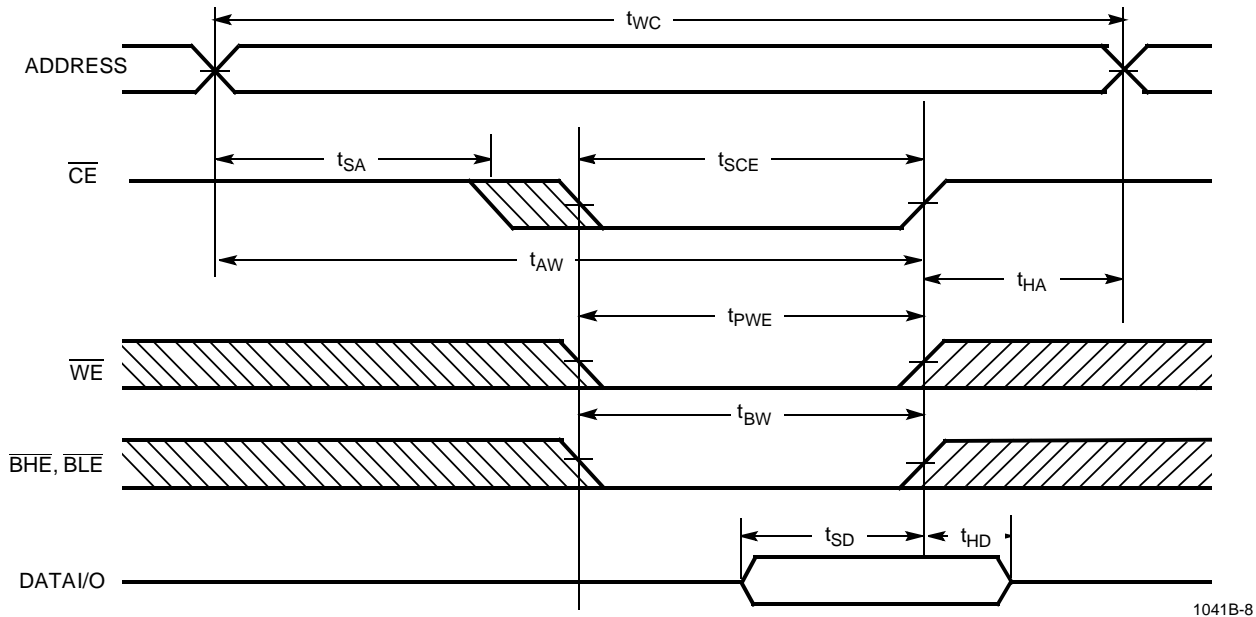 tWC
ADDRESS
tSA
tSCE
CE
tAW
tHA
tPWE
WE
tBW
BHE, BLE
tSD
tHD
DATAI/O
1041B-8